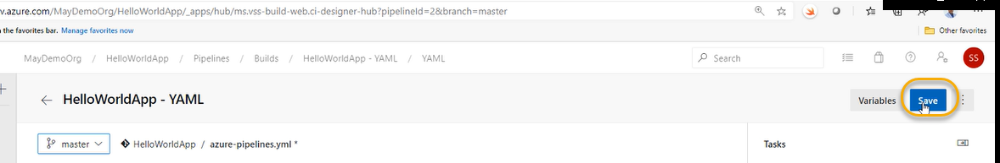 v.azure.com/MayDemoOrg/HelloWorldApp/_apps/hub/ms.vss-build-web.ci-designer-hub?pipelineId=2&branch=master
n the favorites bar. Manage favorites now Other favorites
MayDemoOrg / HelloWorldApp / Pipelines / Builds / HelloWorldApp - YAML / YAML Search SS
HelloWorldApp - YAML Variables Save
master HelloWorldApp / azure-pipelines.yml * Tasks